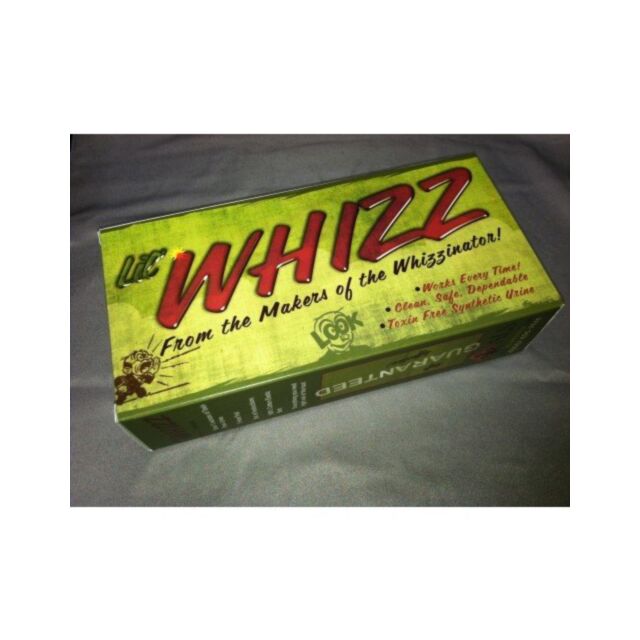 Lil'
WHIZZ
From the Makers of the Whizzinator!
•Works Every Time!
•Clean, Safe, Dependable
•Toxin Free Synthetic Urine
LOOK
GUARANTEED
WHIZZ